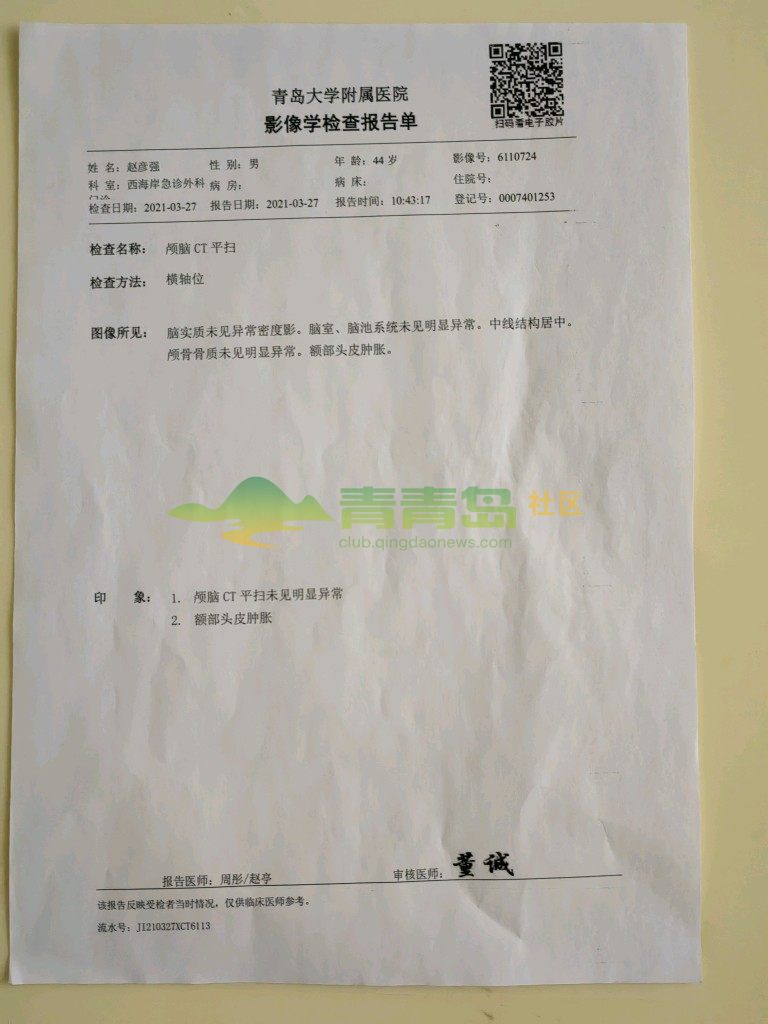 青岛大学附属医院
影像学检查报告单
扫码看电子胶片
姓 名：赵彦强 性 别：男 年 龄：44 岁 影像号：6110724
科 室：西海岸急诊外科 病 房： 病 床： 住院号：
门诊
检查日期：2021-03-27 报告日期：2021-03-27 报告时间：10:43:17 登记号：0007401253
检查名称： 颅脑 CT 平扫
检查方法： 横轴位
图像所见： 脑实质未见异常密度影。脑室、脑池系统未见明显异常。中线结构居中。
颅骨骨质未见明显异常。额部头皮肿胀。
青青岛 社区
club.qingdaonews.com
印 象： 1. 颅脑 CT 平扫未见明显异常
2. 额部头皮肿胀
报告医师：周彤/赵亭 审核医师：董诚
该报告反映受检者当时情况，仅供临床医师参考。
流水号：JI210327XCT6113